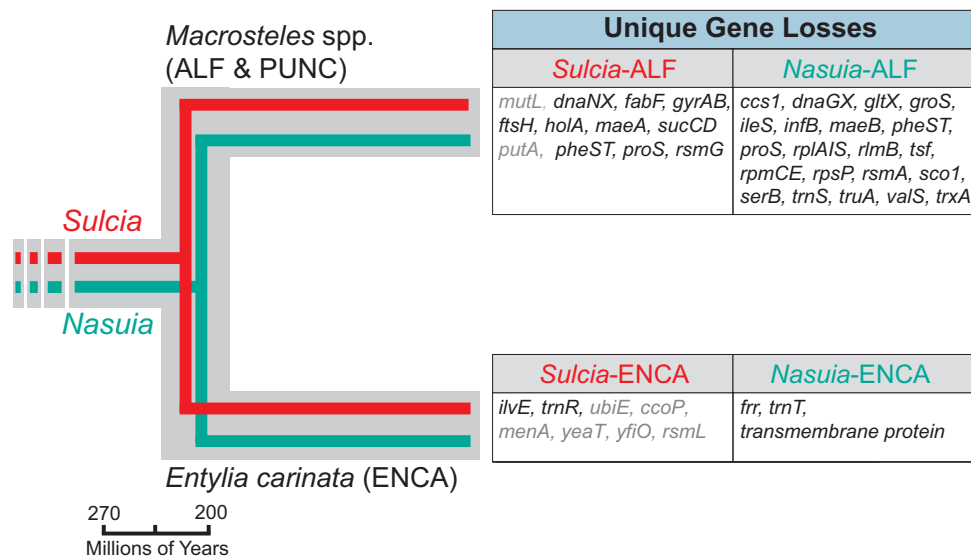 Macrosteles spp.
(ALF & PUNC)
Sulcia
Nasuia
Entylia carinata (ENCA)
270 200
Millions of Years
Unique Gene Losses
Sulcia-ALF
mutL, dnaNX, fabF, gyrAB,
ftsH, holA, maeA, sucCD
putA, pheST, proS, rsmG
Nasuia-ALF
ccs1, dnaGX, gltX, groS,
ileS, infB, maeB, pheST,
proS, rplAIS, rlmB, tsf,
rpmCE, rpsP, rsmA, sco1,
serB, trnS, truA, valS, trxA
Sulcia-ENCA
ilvE, trnR, ubiE, ccoP,
menA, yeaT, yfiO, rsmL
Nasuia-ENCA
frr, trnT,
transmembrane protein